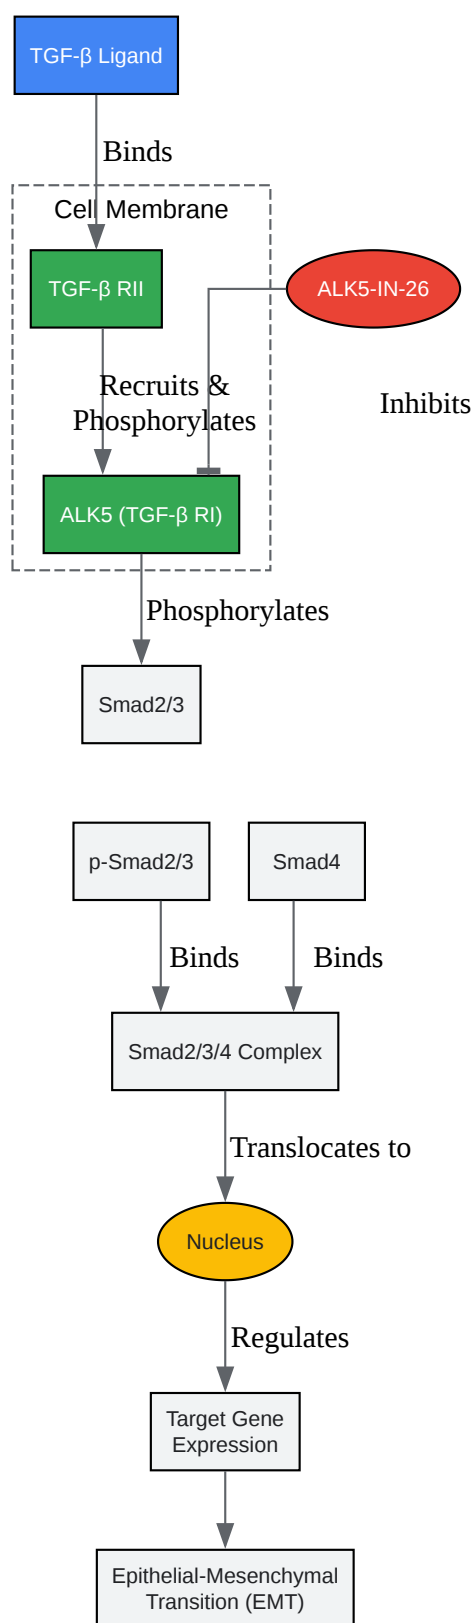 TGF-β Ligand
Binds
Cell Membrane
TGF-β RII
ALK5-IN-26
Recruits &
Phosphorylates
Inhibits
ALK5 (TGF-β RI)
Phosphorylates
Smad2/3
p-Smad2/3
Smad4
Binds
Binds
Smad2/3/4 Complex
Translocates to
Nucleus
Regulates
Target Gene
Expression
Epithelial-Mesenchymal
Transition (EMT)